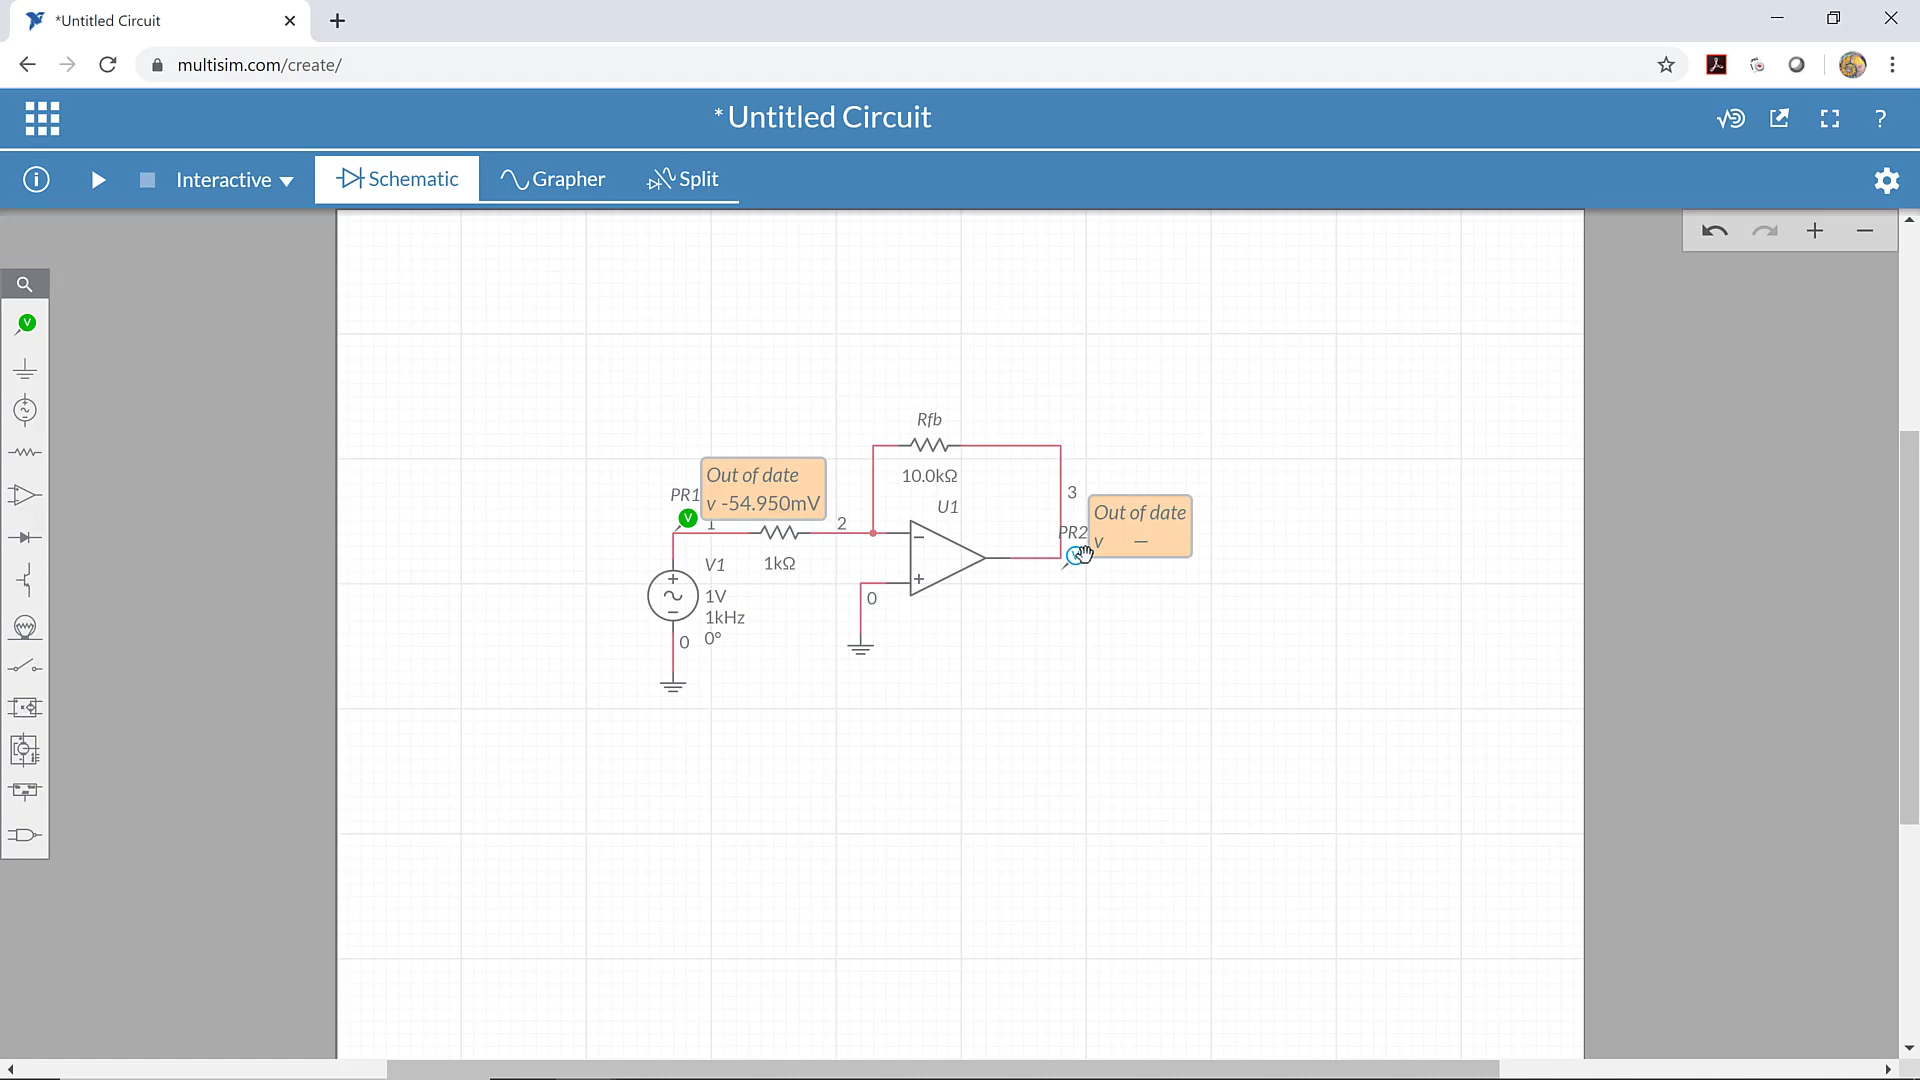 *Untitled Circuit
multisim.com/create/
*Untitled Circuit
Interactive
Schematic
Grapher
Split
Rfb
10.0kΩ
Out of date
v -54.950mV
PR1
1
2
3
U1
Out of date
v —
PR2
V
V1
1V
1kHz
0°
1kΩ
0
0
V